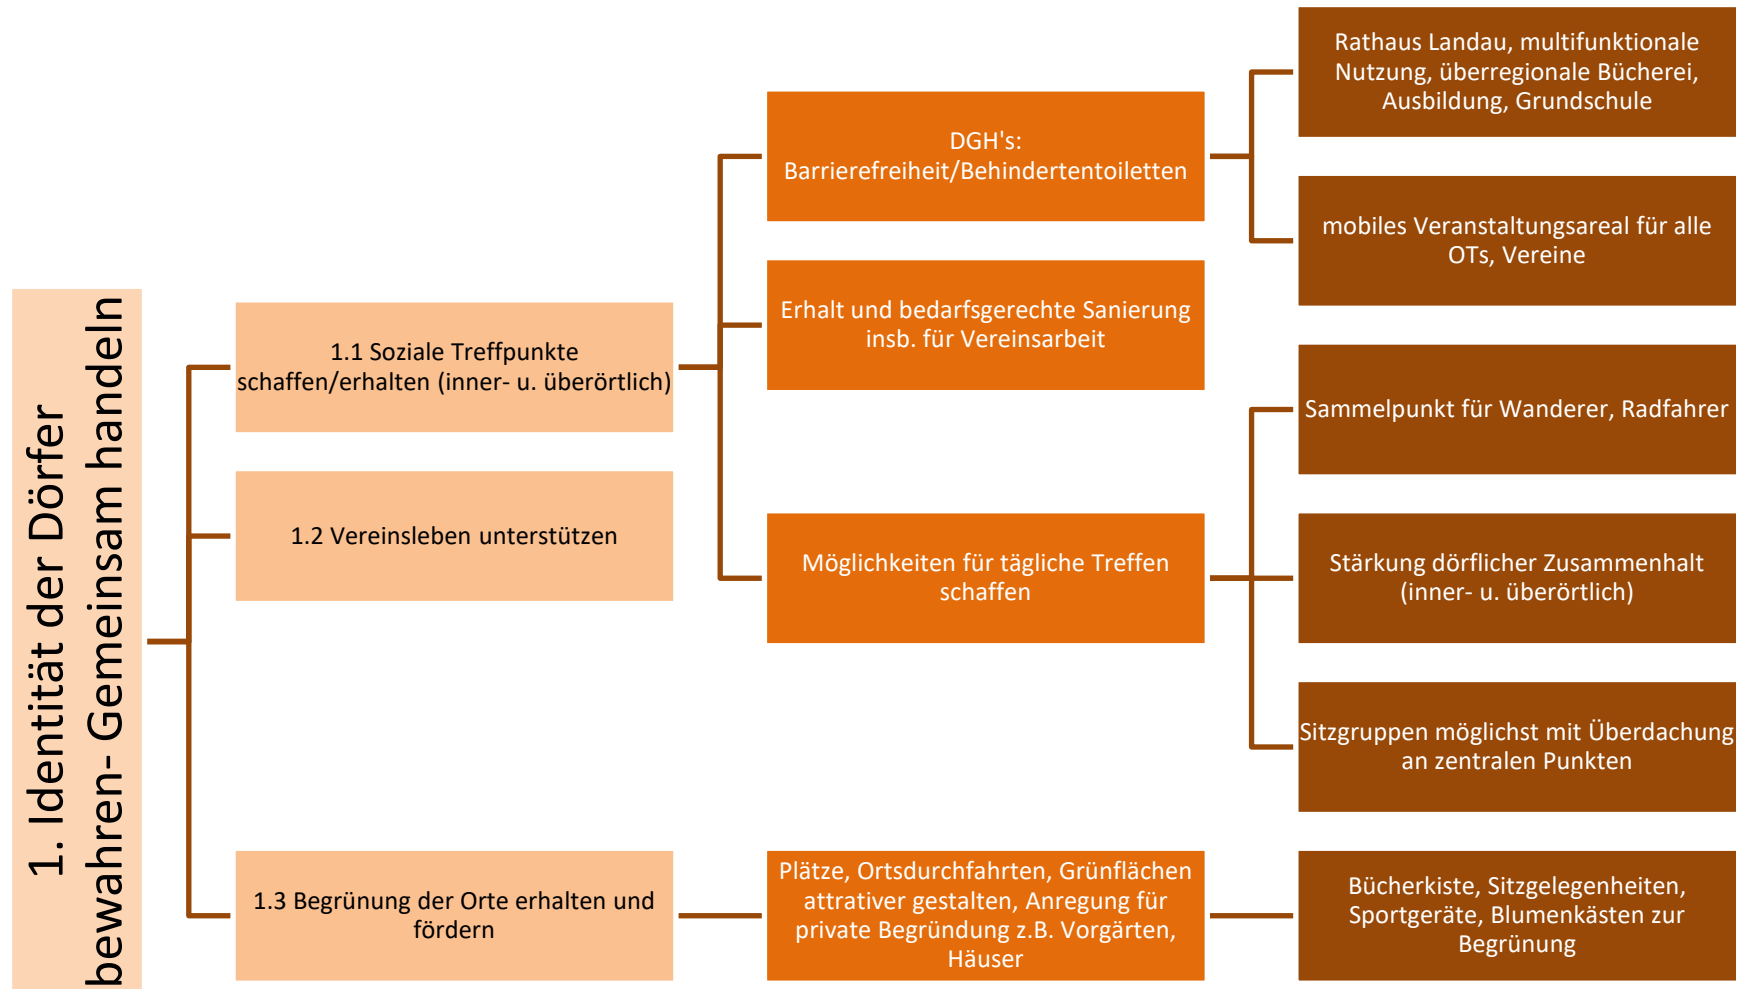 1. Identität der Dörfer
bewahren- Gemeinsam handeln
1.1 Soziale Treffpunkte
schaffen/erhalten (inner- u. überörtlich)
DGH's:
Barrierefreiheit/Behindertentoiletten
Rathaus Landau, multifunktionale
Nutzung, überregionale Bücherei,
Ausbildung, Grundschule
mobiles Veranstaltungsareal für alle
OTs, Vereine
Erhalt und bedarfsgerechte Sanierung
insb. für Vereinsarbeit
Möglichkeiten für tägliche Treffen
schaffen
Sammelpunkt für Wanderer, Radfahrer
Stärkung dörflicher Zusammenhalt
(inner- u. überörtlich)
Sitzgruppen möglichst mit Überdachung
an zentralen Punkten
1.2 Vereinsleben unterstützen
1.3 Begrünung der Orte erhalten und
fördern
Plätze, Ortsdurchfahrten, Grünflächen
attrativer gestalten, Anregung für
private Begründung z.B. Vorgärten,
Häuser
Bücherkiste, Sitzgelegenheiten,
Sportgeräte, Blumenkästen zur
Begrünung